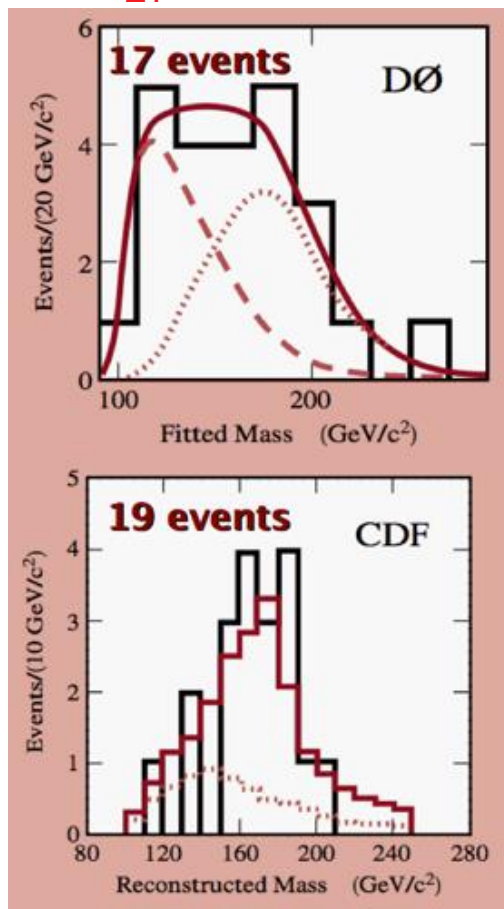 17 events
DØ
Events/(20 GeV/c²)
6
4
2
0
100
200
Fitted Mass (GeV/c²)
19 events
CDF
Events/(10 GeV/c²)
5
4
3
2
1
0
80
120
160
200
240
280
Reconstructed Mass (GeV/c²)